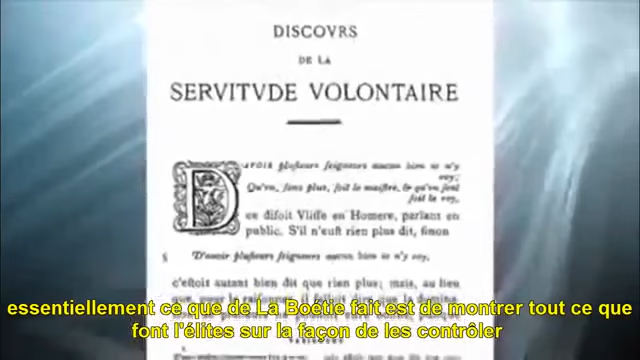 DISCOVRS
DE LA
SERVITVDE VOLONTAIRE
D'AVOIR plusieurs seigneurs aucun bien ie n'y
voy;
Qu'vn, sans plus, soit le maistre, & qu'vn seul
soit le roy,
ce disoit Vlisse en Homere, parlant en
public. S'il n'eust rien plus dit, sinon
D'auoir plusieurs seigneurs aucun bien ie n'y voy,
c'estoit autant bien dit que rien plus; mais, au lieu
essentiellement ce que de La Boétie fait est de montrer tout ce que
font l'élites sur la façon de les contrôler